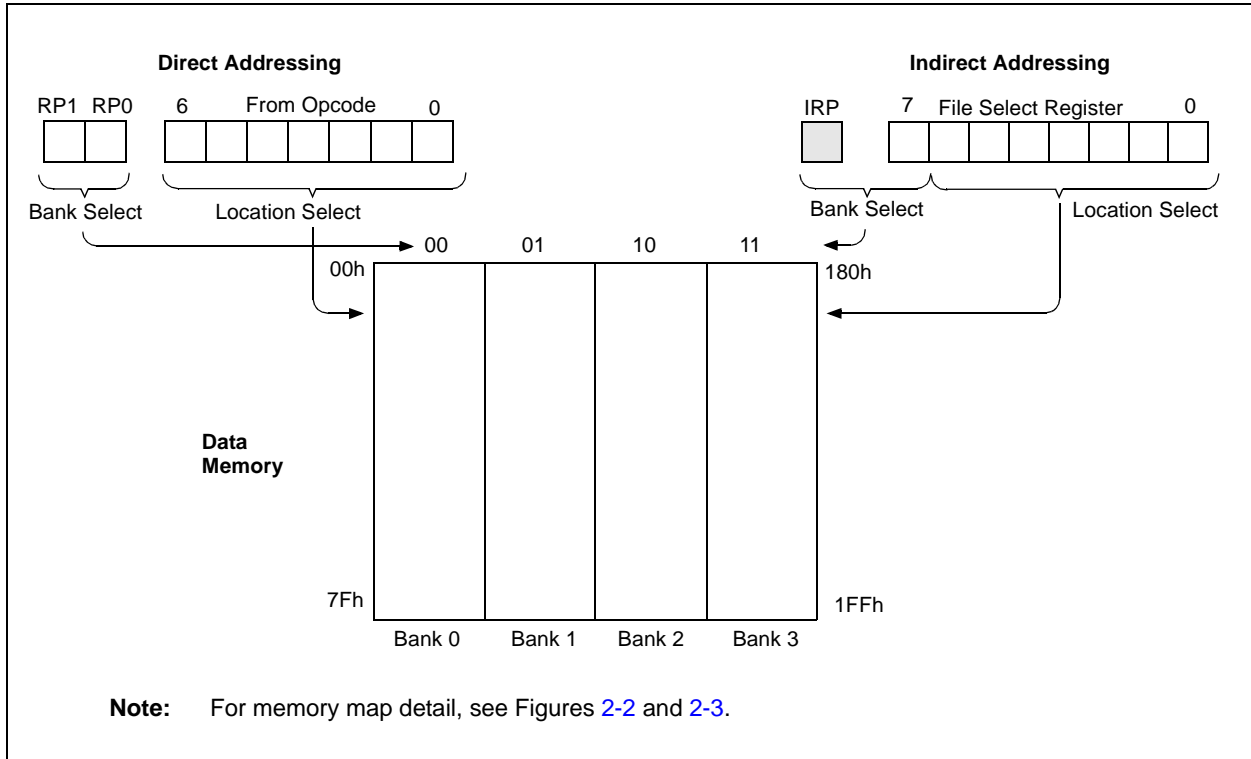 Direct Addressing
Indirect Addressing
RP1 RP0 6 From Opcode 0
IRP 7 File Select Register 0
Bank Select Location Select
Bank Select Location Select
00 01 10 11
00h
180h
Data
Memory
7Fh
1FFh
Bank 0 Bank 1 Bank 2 Bank 3
Note: For memory map detail, see Figures 2-2 and 2-3.